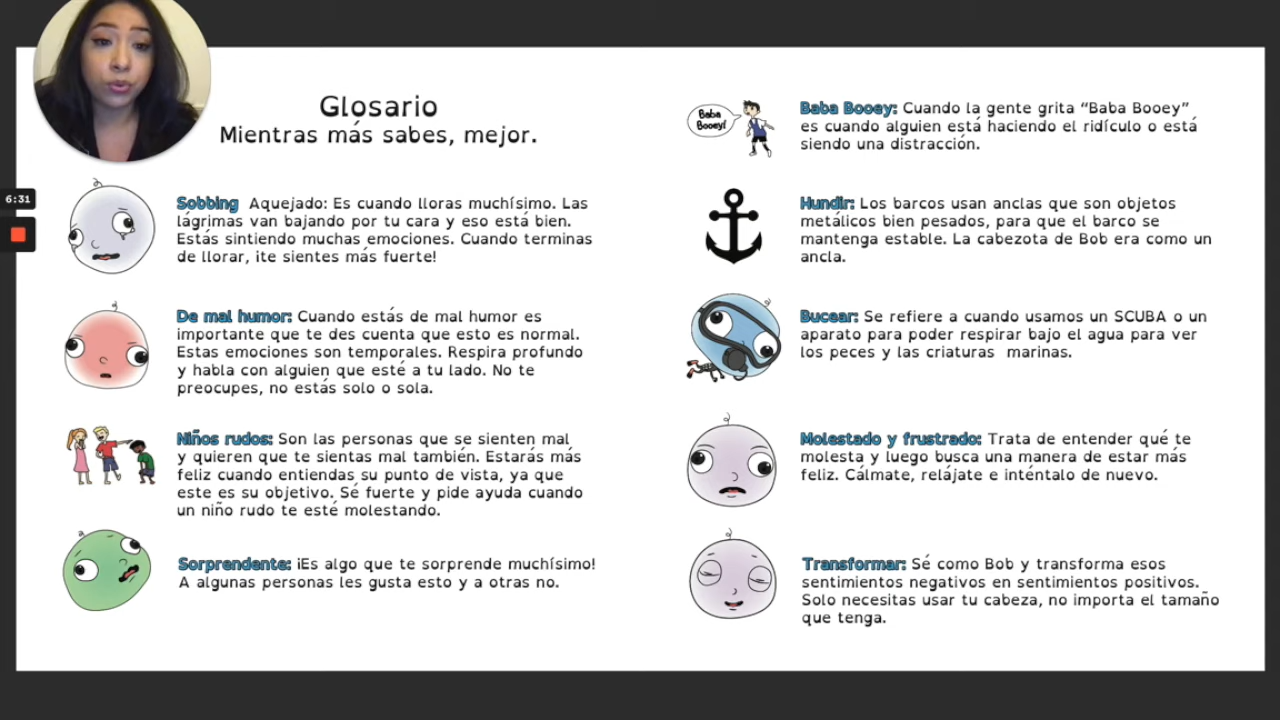 Glosario
Mientras más sabes, mejor.
6:31
Sobbing Aquejado: Es cuando lloras muchísimo. Las
lágrimas van bajando por tu cara y eso está bien.
Estás sintiendo muchas emociones. Cuando terminas
de llorar, ¡te sientes más fuerte!
De mal humor: Cuando estás de mal humor es
importante que te des cuenta que esto es normal.
Estas emociones son temporales. Respira profundo
y habla con alguien que esté a tu lado. No te
preocupes, no estás solo o sola.
Niños rudos: Son las personas que se sienten mal
y quieren que te sientas mal también. Estarás más
feliz cuando entiendas su punto de vista, ya que
este es su objetivo. Sé fuerte y pide ayuda cuando
un niño rudo te esté molestando.
Sorprendente: ¡Es algo que te sorprende muchísimo!
A algunas personas les gusta esto y a otras no.
Baba
Booey!
Baba Booey: Cuando la gente grita “Baba Booey”
es cuando alguien está haciendo el ridículo o está
siendo una distracción.
Hundir: Los barcos usan anclas que son objetos
metálicos bien pesados, para que el barco se
mantenga estable. La cabezota de Bob era como un
ancla.
Bucear: Se refiere a cuando usamos un SCUBA o un
aparato para poder respirar bajo el agua para ver
los peces y las criaturas marinas.
Molestado y frustrado: Trata de entender qué te
molesta y luego busca una manera de estar más
feliz. Cálmate, relájate e inténtalo de nuevo.
Transformar: Sé como Bob y transforma esos
sentimientos negativos en sentimientos positivos.
Solo necesitas usar tu cabeza, no importa el tamaño
que tenga.